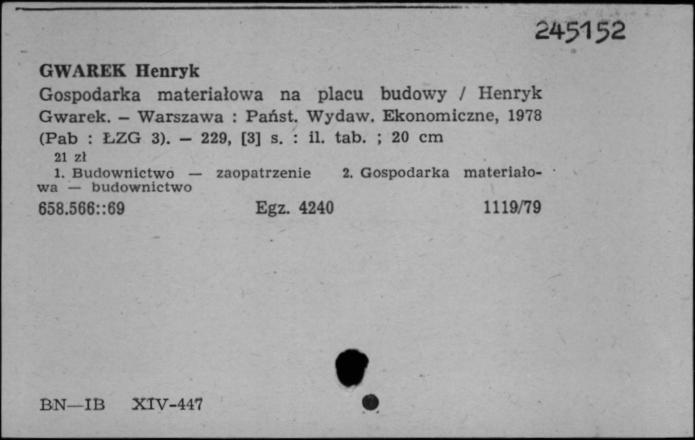 245152
GWAREK Henryk
Gospodarka materiałowa na placu budowy / Henryk
Gwarek. — Warszawa : Państ. Wydaw. Ekonomiczne, 1978
(Pab : ŁZG 3). — 229, [3] s. : il. tab. ; 20 cm
21 zł
1. Budownictwo — zaopatrzenie 2. Gospodarka materiało-
wa — budownictwo
658.566::69 Egz. 4240 1119/79
BN—IB XIV-447